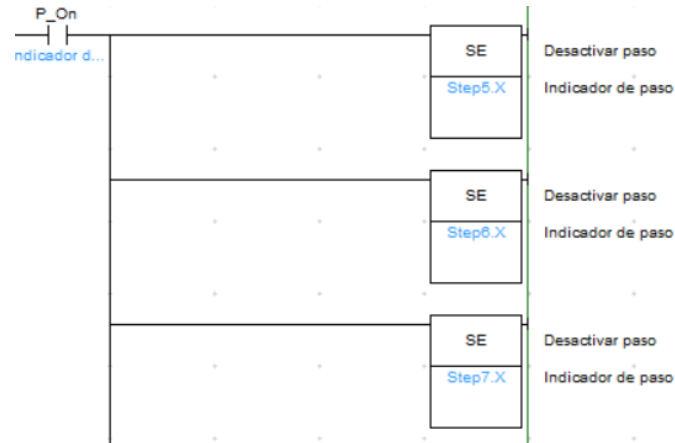 P_On
ndicador d...
SE Desactivar paso
Step5.X Indicador de paso
SE Desactivar paso
Step6.X Indicador de paso
SE Desactivar paso
Step7.X Indicador de paso